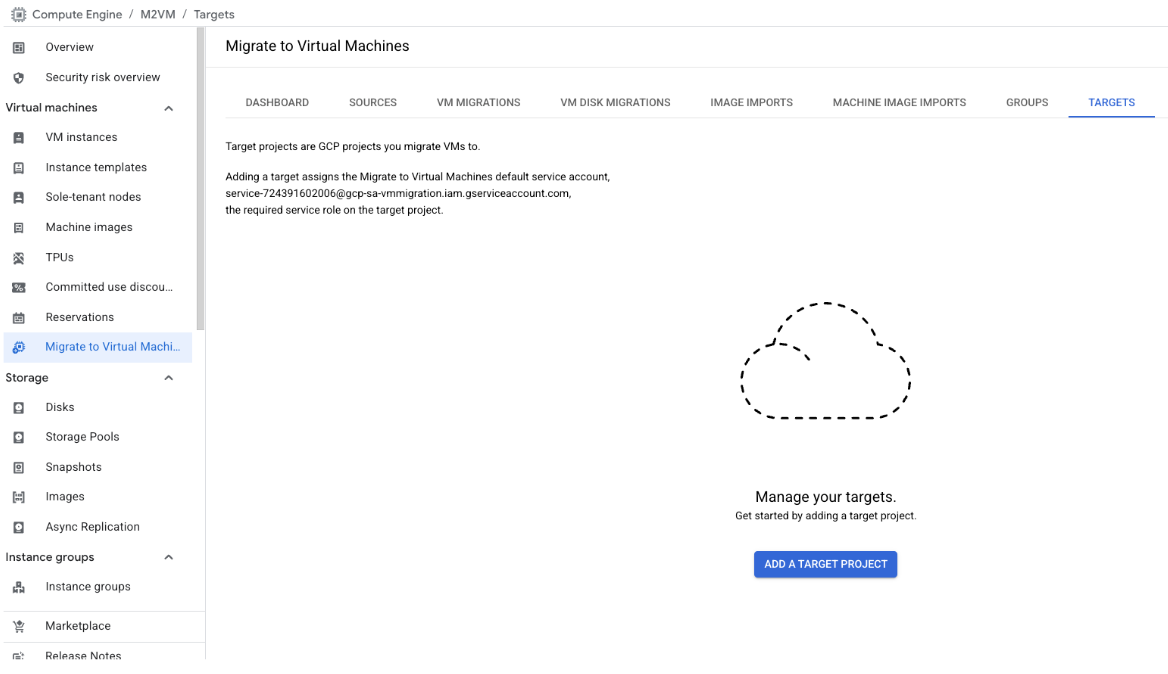 Compute Engine / M2VM / Targets
Overview
Security risk overview
Virtual machines
VM instances
Instance templates
Sole-tenant nodes
Machine images
TPUs
Committed use discou...
Reservations
Migrate to Virtual Machi...
Storage
Disks
Storage Pools
Snapshots
Images
Async Replication
Instance groups
Instance groups
Marketplace
Release Notes
Migrate to Virtual Machines
DASHBOARD SOURCES VM MIGRATIONS VM DISK MIGRATIONS IMAGE IMPORTS MACHINE IMAGE IMPORTS GROUPS TARGETS
Target projects are GCP projects you migrate VMs to.
Adding a target assigns the Migrate to Virtual Machines default service account,
service-724391602006@gcp-sa-vmmigration.iam.gserviceaccount.com,
the required service role on the target project.
Manage your targets.
Get started by adding a target project.
ADD A TARGET PROJECT